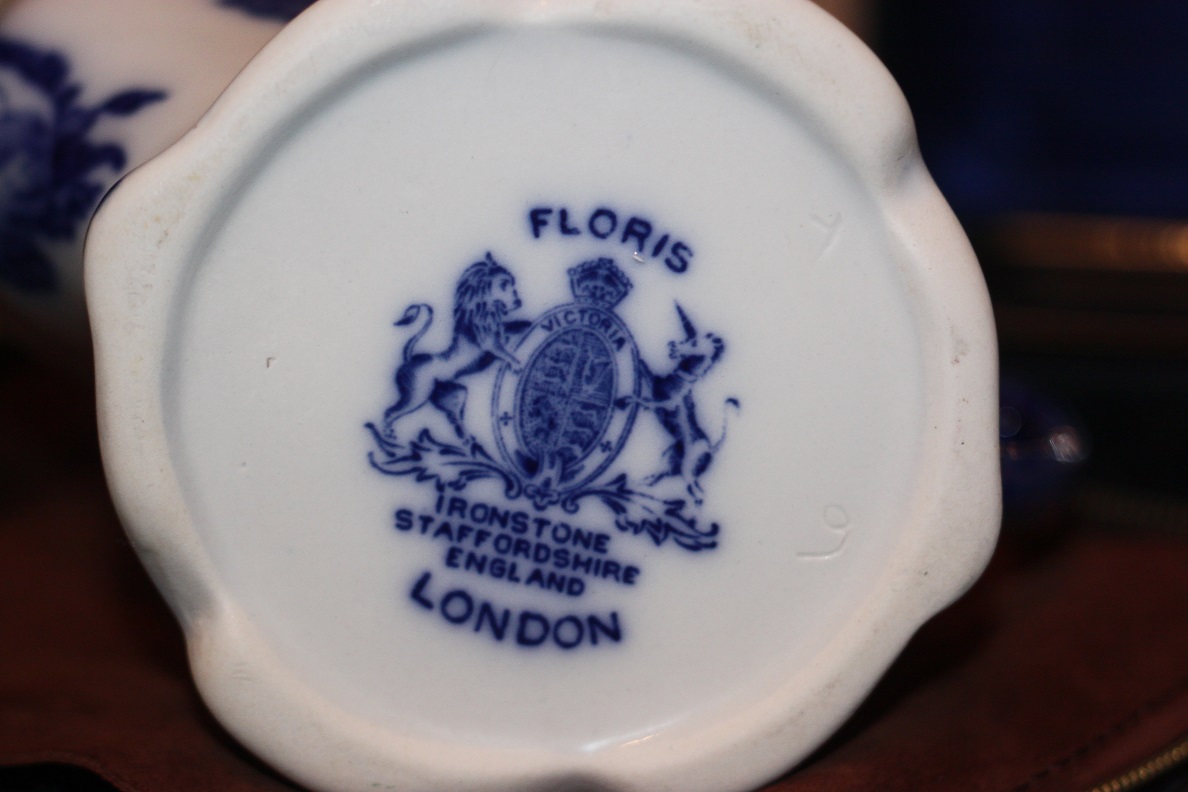 FLORIS
VICTORIA
IRONSTONE
STAFFORDSHIRE
ENGLAND
LONDON